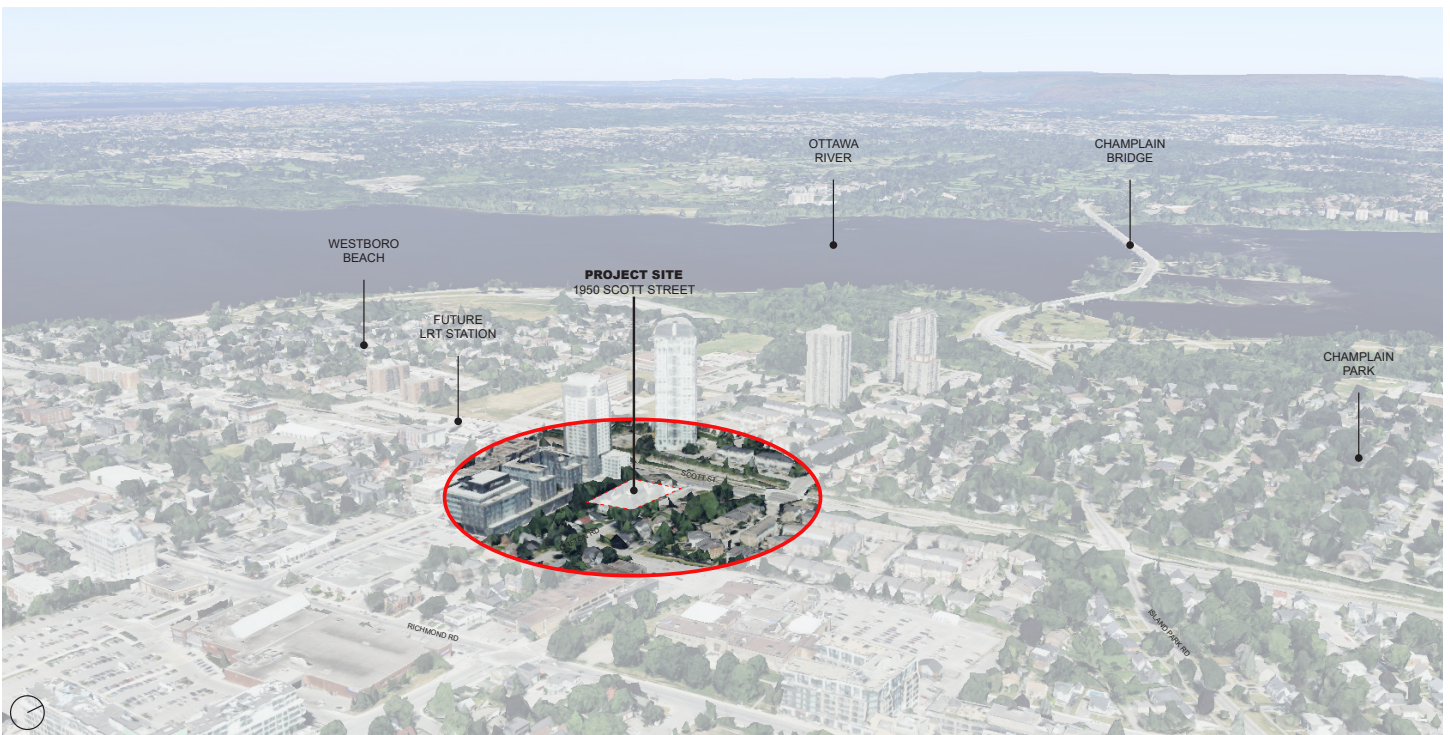 OTTAWA
RIVER
CHAMPLAIN
BRIDGE
WESTBORO
BEACH
PROJECT SITE
1950 SCOTT STREET
FUTURE
LRT STATION
CHAMPLAIN
PARK
SCOTT ST
RICHMOND RD
ISLAND PARK RD